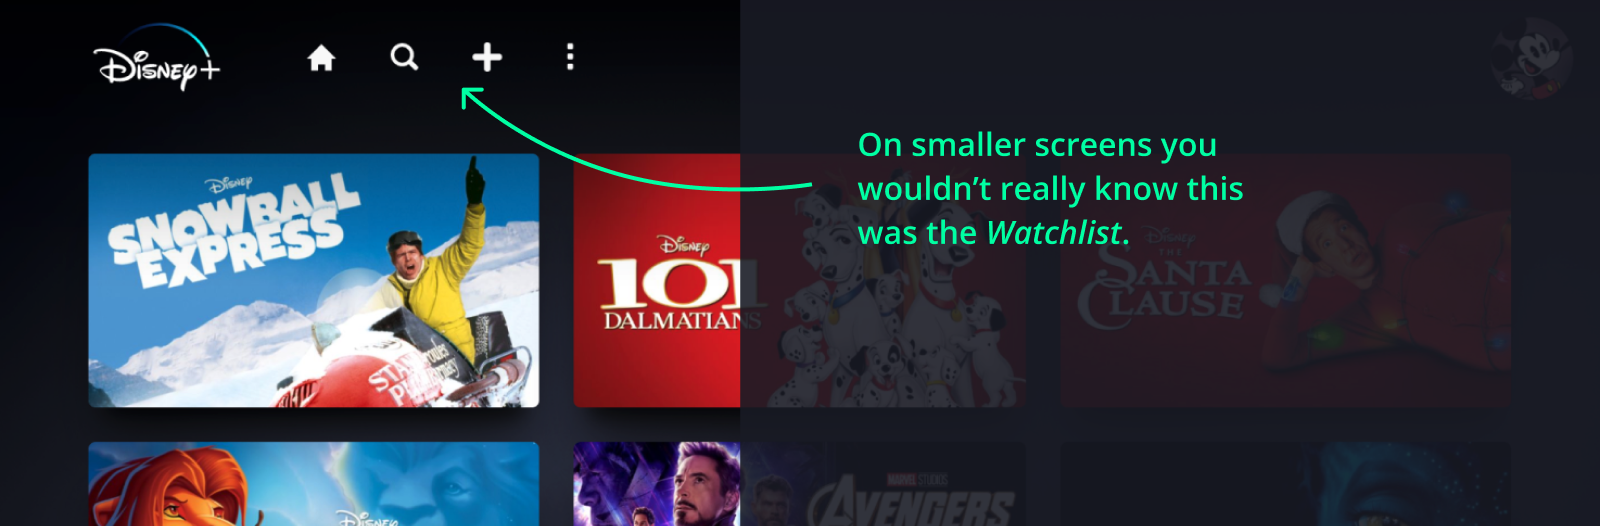 Disney+
On smaller screens you
wouldn't really know this
was the Watchlist.
Disney
SNOWBALL
EXPRESS
Disney
101
DALMATIANS
Disney
THE
SANTA
CLAUSE
Disney
MARVEL STUDIOS
AVENGERS